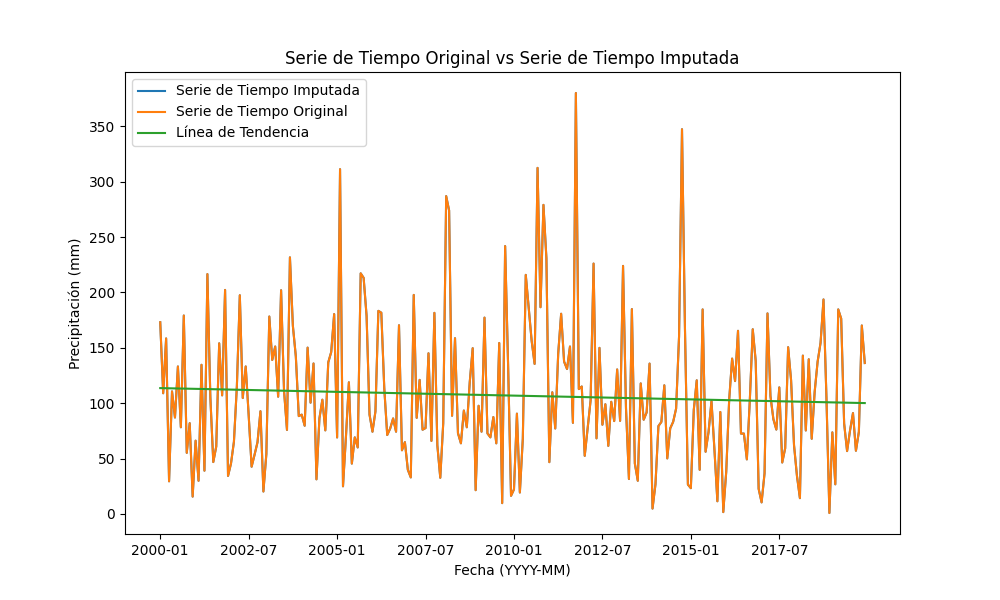 Serie de Tiempo Original vs Serie de Tiempo Imputada
Serie de Tiempo Imputada
Serie de Tiempo Original
Línea de Tendencia
350
300
250
200
150
100
50
0
Precipitación (mm)
2000-01 2002-07 2005-01 2007-07 2010-01 2012-07 2015-01 2017-07
Fecha (YYYY-MM)